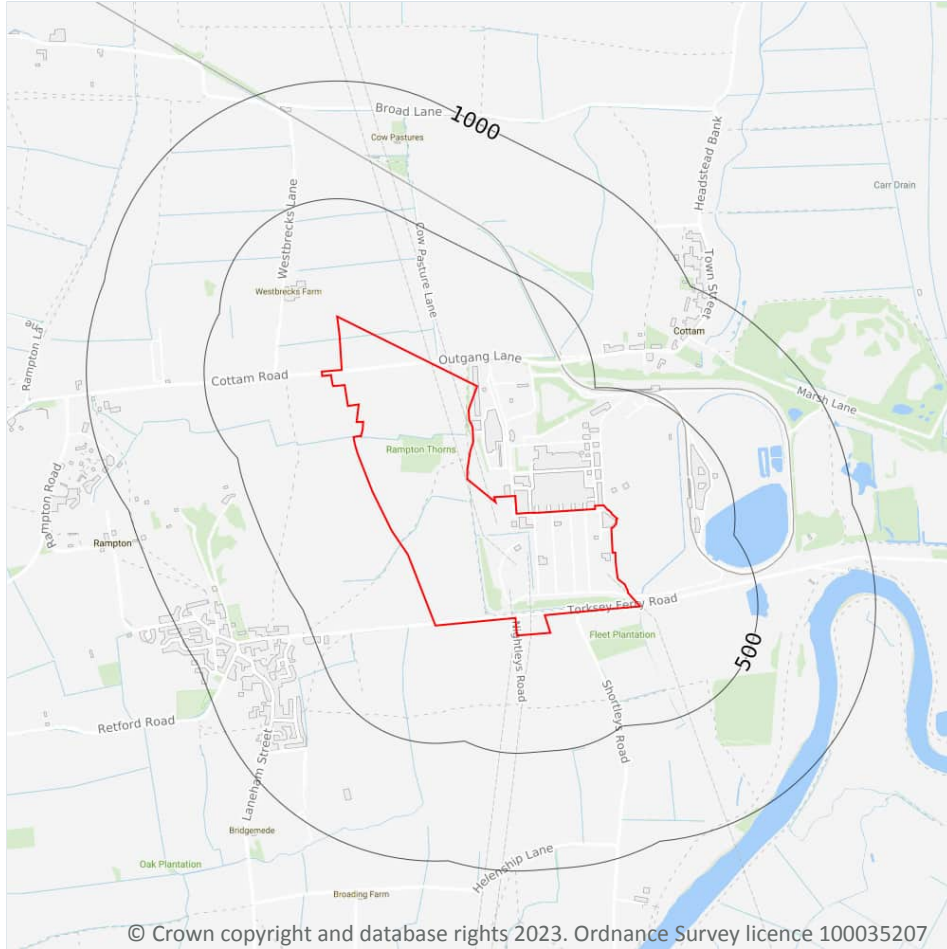 Broad Lane
1000
Cow Pastures
Headstead Bank
Carr Drain
Westbrecks Lane
Cow Pasture Lane
Town Street
Westbrecks Farm
Rampton La
ne
Cottam
Outgang Lane
Cottam Road
Marsh Lane
Rampton Thorns
Rampton Road
Rampton
Torksey Ferry Road
Fleet Plantation
500
Nightleys Road
Shortleys Road
Retford Road
Laneham Street
Bridgemede
Helenship Lane
Oak Plantation
Broading Farm
© Crown copyright and database rights 2023. Ordnance Survey licence 100035207